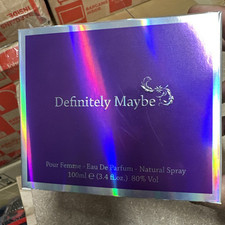 Definitely Maybe
Pour Femme - Eau De Parfum - Natural Spray
100ml ℮ (3.4 fl.oz.) 80% Vol